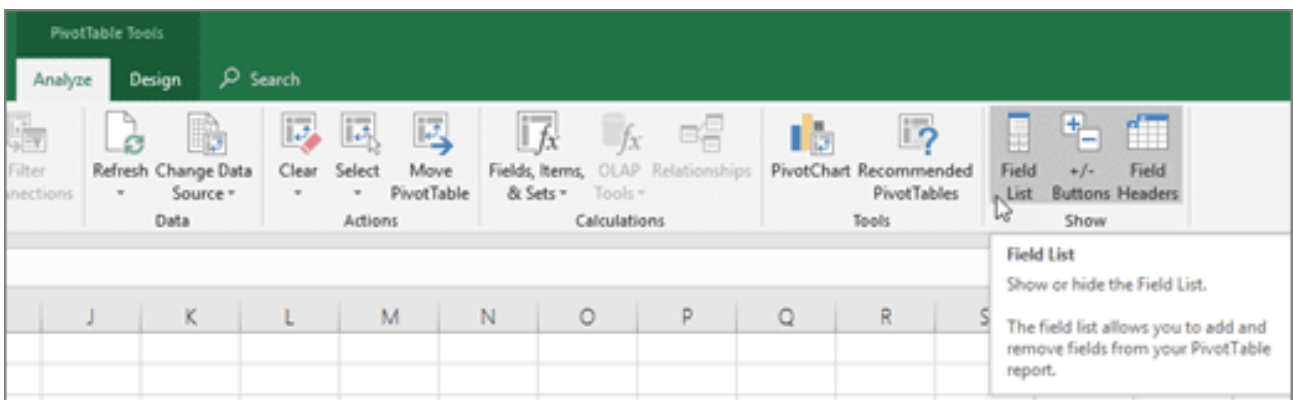 PivotTable Tools
Analyze Design Search
Filter Refresh Change Data Clear Select Move Fields, Items, OLAP Relationships PivotChart Recommended Field +/- Field
Source PivotTable & Sets Tools PivotTables List Buttons Headers
Data Actions Calculations Tools Show
Field List
Show or hide the Field List.
J K L M N O P Q R S
The field list allows you to add and
remove fields from your PivotTable
report.